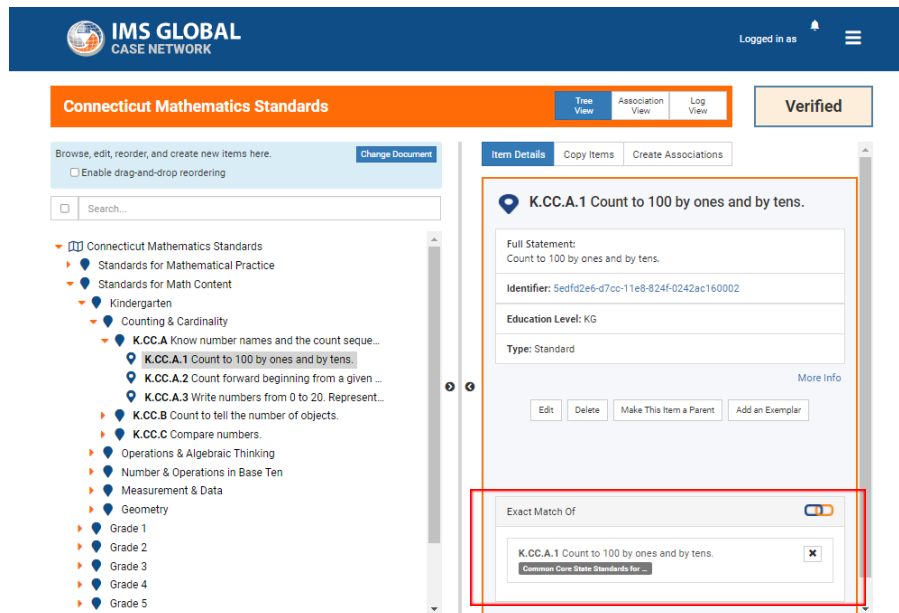 IMS GLOBAL
CASE NETWORK
Logged in as
Connecticut Mathematics Standards
Tree View
Association View
Log View
Verified
Browse, edit, reorder, and create new items here.
Change Document
Enable drag-and-drop reordering
Search...
Connecticut Mathematics Standards
Standards for Mathematical Practice
Standards for Math Content
Kindergarten
Counting & Cardinality
K.CC.A Know number names and the count seque...
K.CC.A.1 Count to 100 by ones and by tens.
K.CC.A.2 Count forward beginning from a given ...
K.CC.A.3 Write numbers from 0 to 20. Represent...
K.CC.B Count to tell the number of objects.
K.CC.C Compare numbers.
Operations & Algebraic Thinking
Number & Operations in Base Ten
Measurement & Data
Geometry
Grade 1
Grade 2
Grade 3
Grade 4
Grade 5
Item Details
Copy Items
Create Associations
K.CC.A.1 Count to 100 by ones and by tens.
Full Statement:
Count to 100 by ones and by tens.
Identifier: 5edfd2e6-d7cc-11e8-824f-0242ac160002
Education Level: KG
Type: Standard
More Info
Edit
Delete
Make This Item a Parent
Add an Exemplar
Exact Match Of
K.CC.A.1 Count to 100 by ones and by tens.
Common Core State Standards for ...